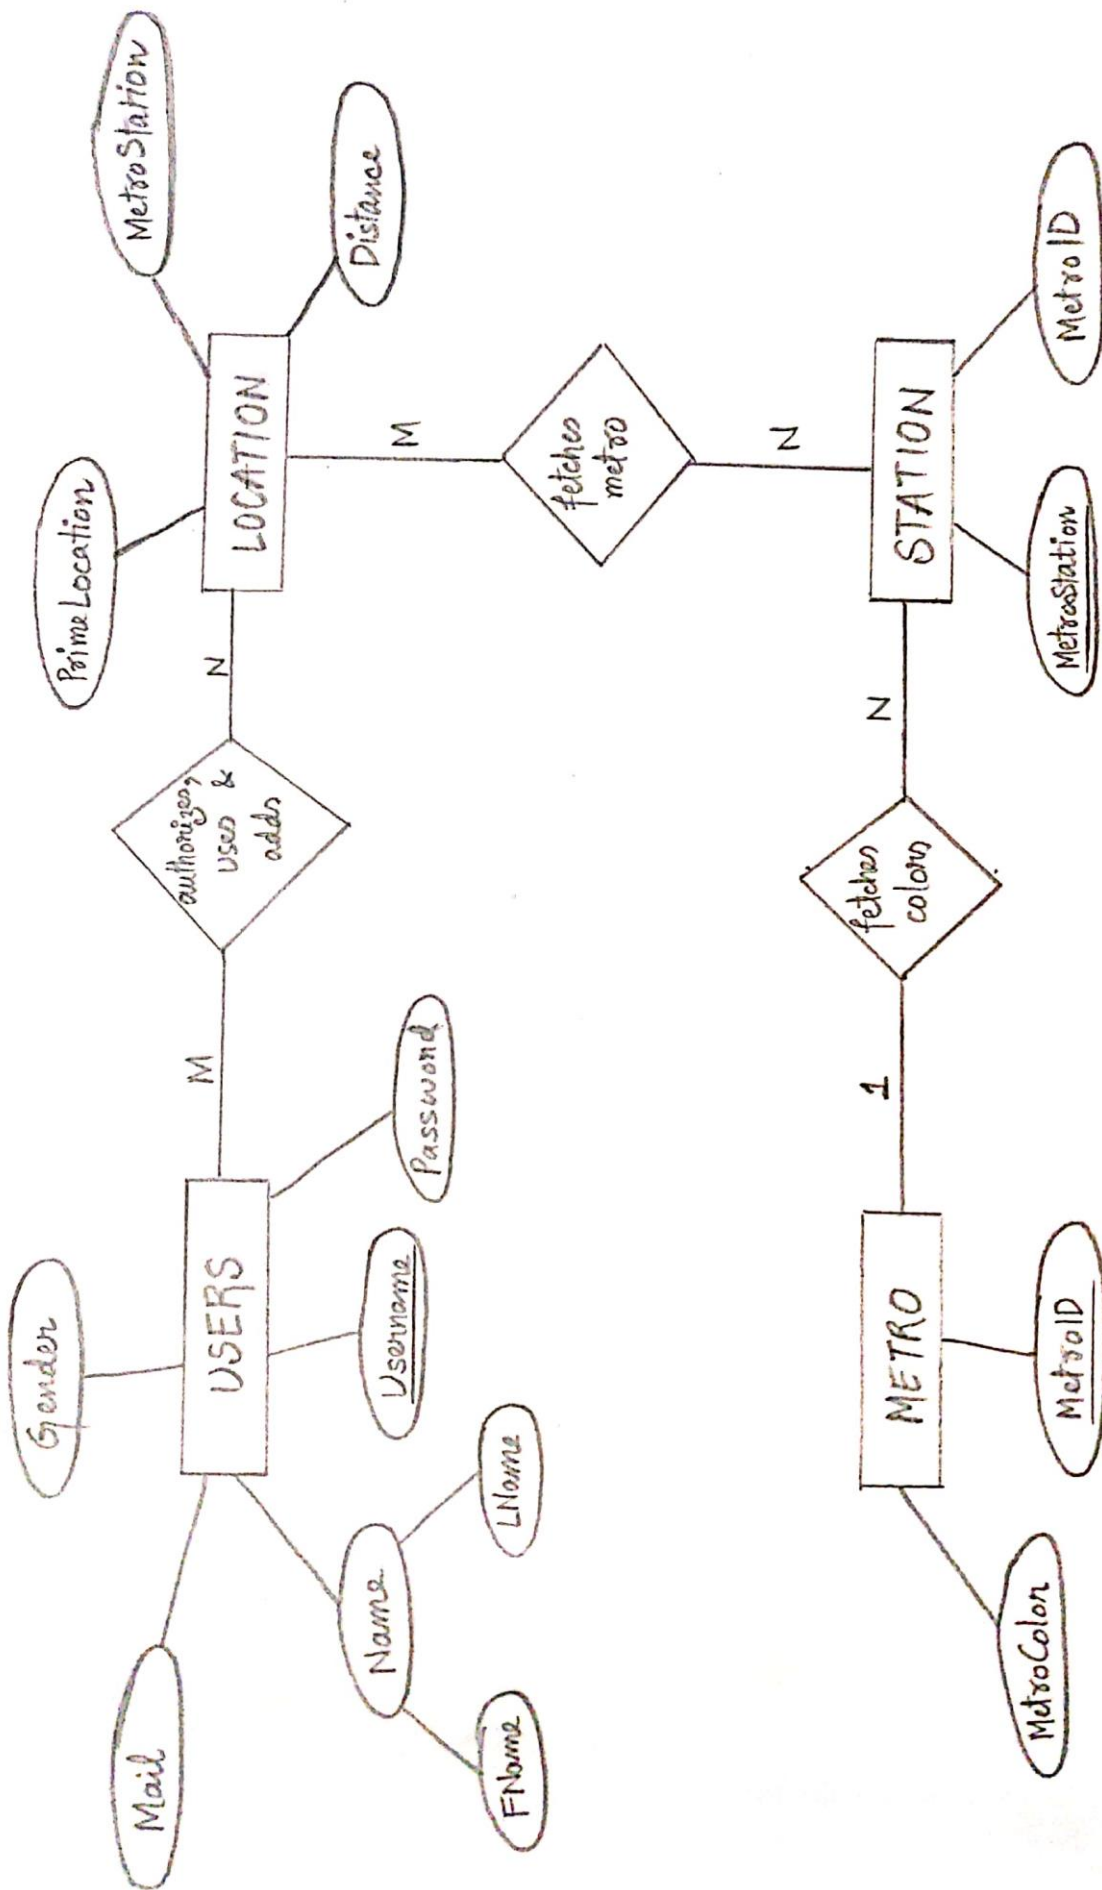 Gender
Mail
USERS
Name
FName
LName
Username
Password
M
authorizes,
uses &
adds
N
PrimeLocation
LOCATION
MetroStation
Distance
M
fetches
metro
N
STATION
MetroStation
MetroID
N
fetches
colors
1
METRO
MetroID
MetroColor